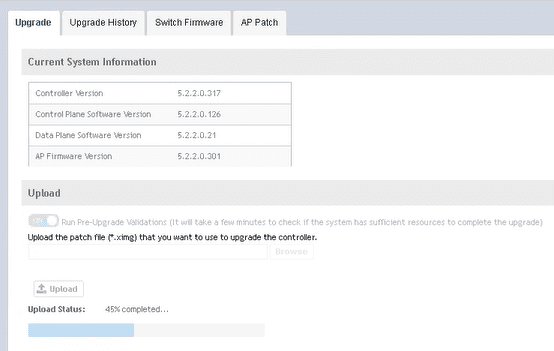 Upgrade Upgrade History Switch Firmware AP Patch
Current System Information
Controller Version 5.2.2.0.317
Control Plane Software Version 5.2.2.0.126
Data Plane Software Version 5.2.2.0.21
AP Firmware Version 5.2.2.0.301
Upload
ON Run Pre-Upgrade Validations (It will take a few minutes to check if the system has sufficient resources to complete the upgrade)
Upload the patch file (*.ximg) that you want to use to upgrade the controller.
Browse
Upload
Upload Status: 45% completed...